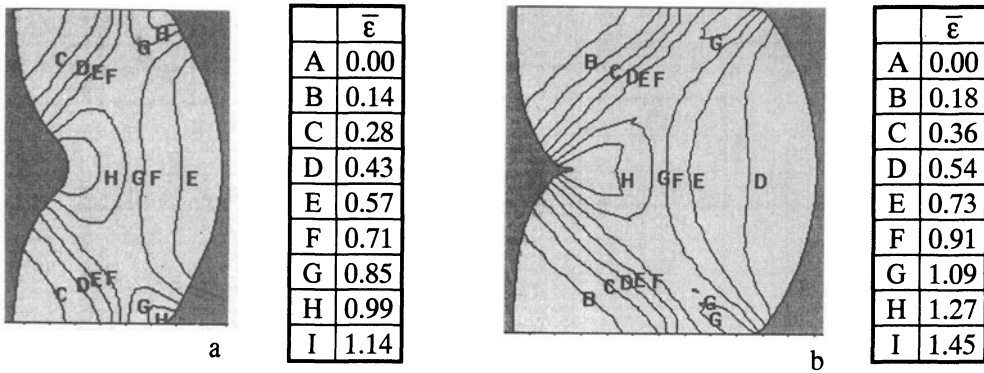 C D E F G H
H G F E
C D E F G H
a
ε̄
A 0.00
B 0.14
C 0.28
D 0.43
E 0.57
F 0.71
G 0.85
H 0.99
I 1.14
B C D E F G
H G F E D
B C D E F G
G
b
ε̄
A 0.00
B 0.18
C 0.36
D 0.54
E 0.73
F 0.91
G 1.09
H 1.27
I 1.45